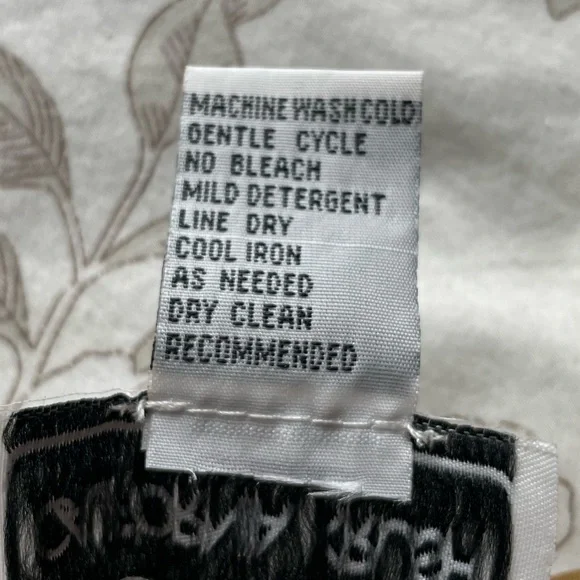 MACHINE WASH COLD
GENTLE CYCLE
NO BLEACH
MILD DETERGENT
LINE DRY
COOL IRON
AS NEEDED
DRY CLEAN
RECOMMENDED